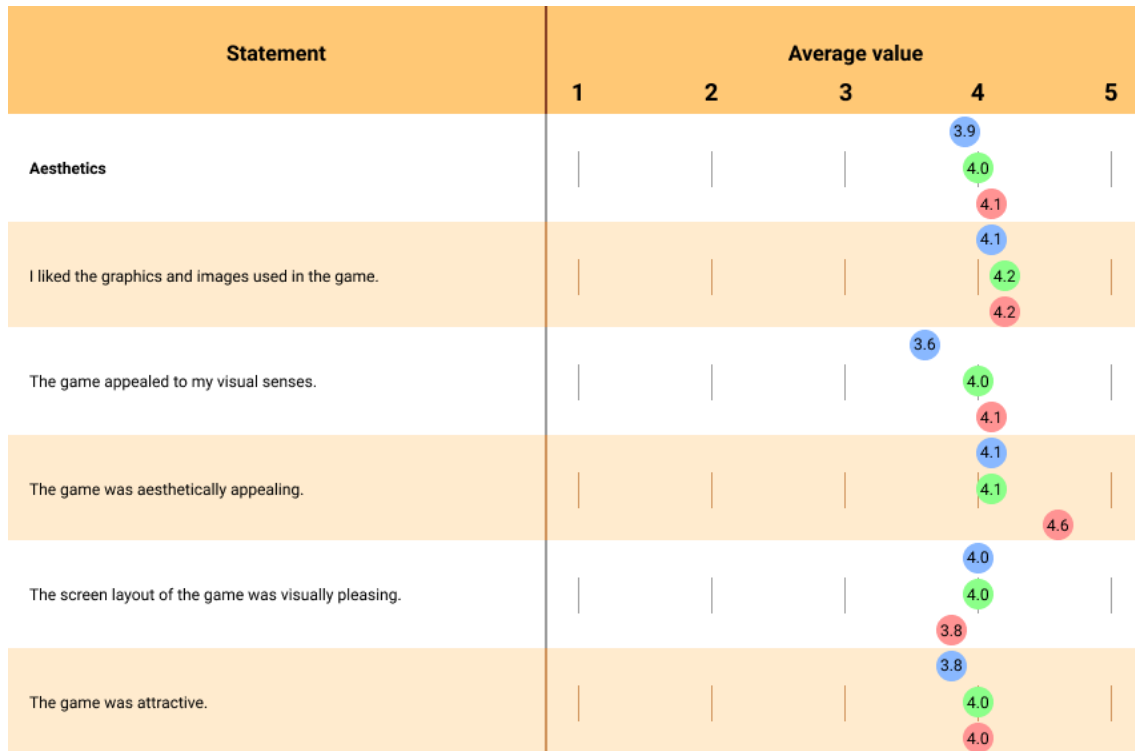 Statement
Average value
1 2 3 4 5
Aesthetics
3.9
4.0
4.1
I liked the graphics and images used in the game.
4.1
4.2
4.2
The game appealed to my visual senses.
3.6
4.0
4.1
The game was aesthetically appealing.
4.1
4.1
4.6
The screen layout of the game was visually pleasing.
4.0
4.0
3.8
The game was attractive.
3.8
4.0
4.0